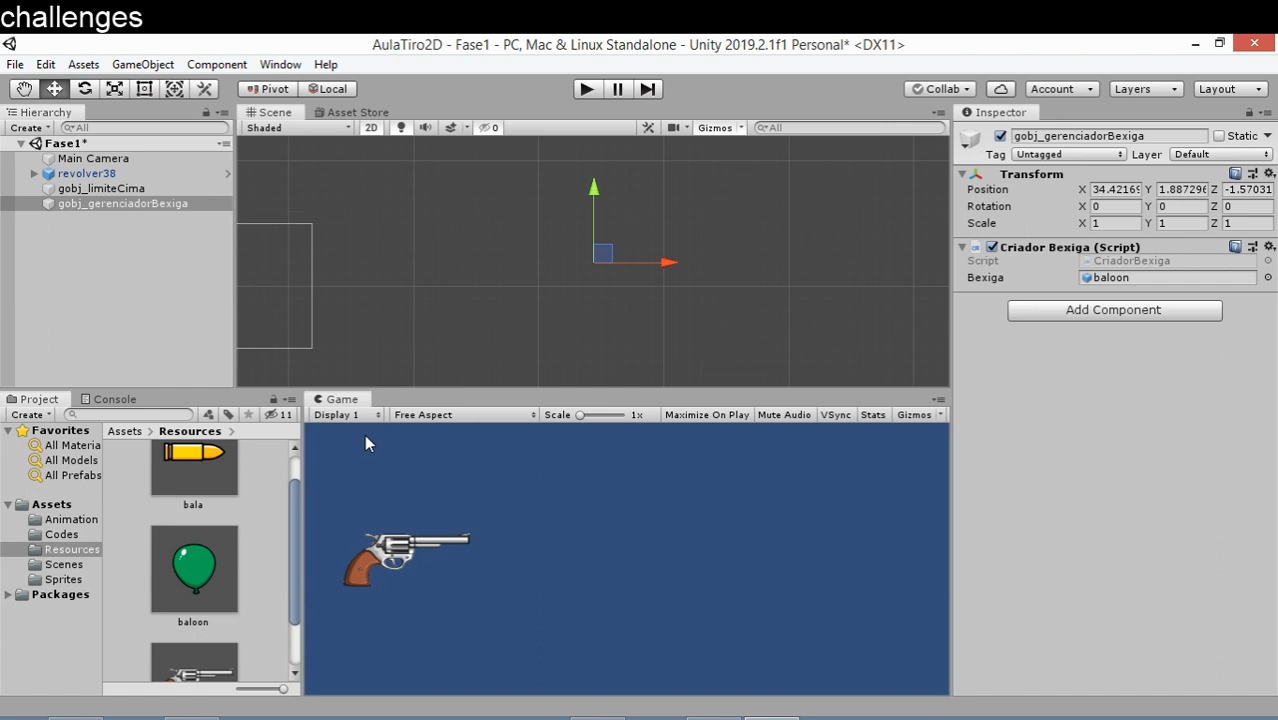 challenges
AulaTiro2D - Fase1 - PC, Mac & Linux Standalone - Unity 2019.2.1f1 Personal* <DX11>
File Edit Assets GameObject Component Window Help
Pivot Local Collab Account Layers Layout
Hierarchy
Create All
Fase1*
Main Camera
revolver38
gobj_limiteCima
gobj_gerenciadorBexiga
Scene Asset Store
Shaded 2D 0 Gizmos All
Inspector
gobj_gerenciadorBexiga Static
Tag Untagged Layer Default
Transform
Position X 34.42169 Y 1.887296 Z -1.57031
Rotation X 0 Y 0 Z 0
Scale X 1 Y 1 Z 1
Criador Bexiga (Script)
Script CriadorBexiga
Bexiga baloon
Add Component
Project Console
Create 11
Favorites
All Materia
All Models
All Prefabs
Assets
Animation
Codes
Resources
Scenes
Sprites
Packages
Assets Resources
bala
baloon
Game
Display 1 Free Aspect Scale 1x Maximize On Play Mute Audio VSync Stats Gizmos